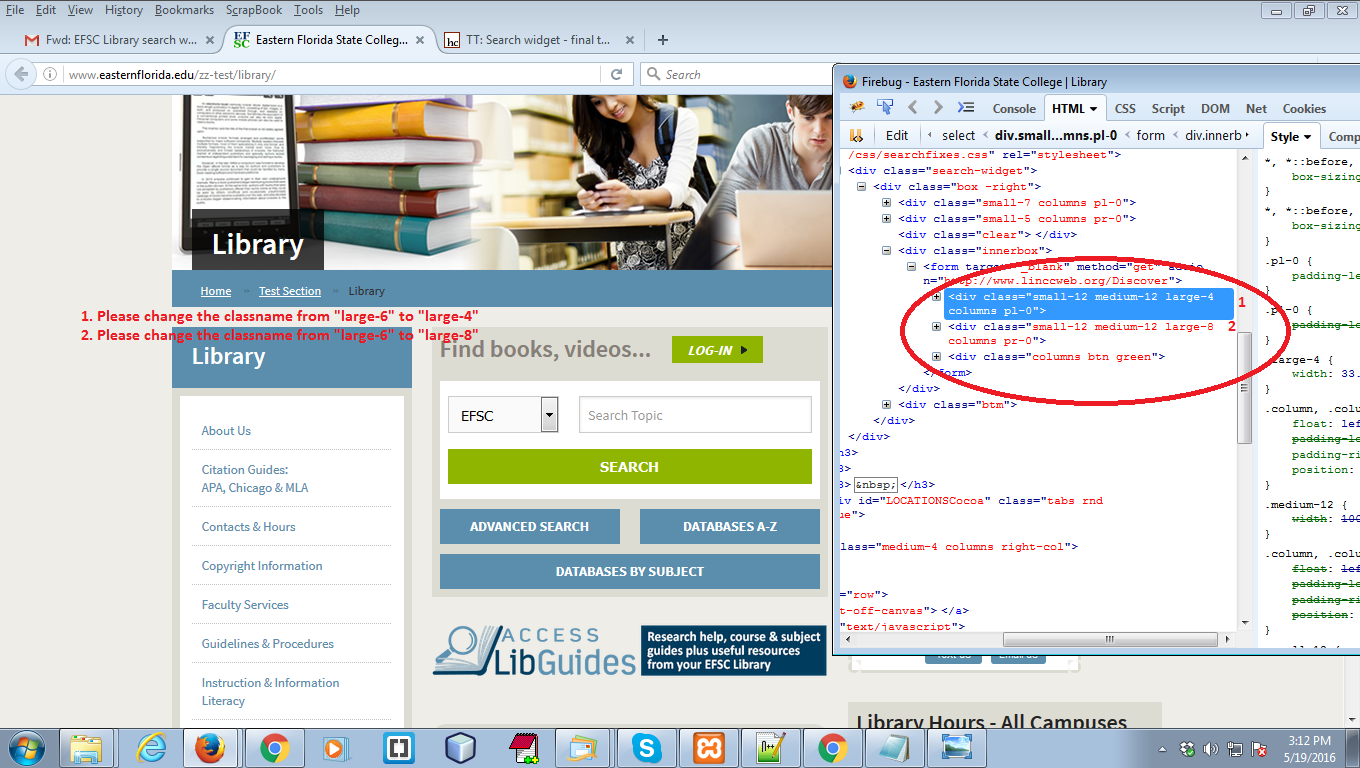 File Edit View History Bookmarks ScrapBook Tools Help
Fwd: EFSC Library search w... × EFSC Eastern Florida State Colleg... × hc TT: Search widget - final t... × +
www.easternflorida.edu/zz-test/library/
Search
Library
Home » Test Section » Library
1. Please change the classname from "large-6" to "large-4"
2. Please change the classname from "large-6" to "large-8"
Library
About Us
Citation Guides:
APA, Chicago & MLA
Contacts & Hours
Copyright Information
Faculty Services
Guidelines & Procedures
Instruction & Information
Literacy
Find books, videos...
LOG-IN
EFSC
Search Topic
SEARCH
ADVANCED SEARCH
DATABASES A-Z
DATABASES BY SUBJECT
ACCESS
LibGuides
Research help, course & subject
guides plus useful resources
from your EFSC Library
Library Hours - All Campuses
Firebug - Eastern Florida State College | Library
Console HTML CSS Script DOM Net Cookies
Edit div.small...mns.pl-0 < form < div.innerb
Style Comp
/css/searchfixes.css" rel="stylesheet">
<div class="search-widget">
<div class="box -right">
<div class="small-7 columns pl-0">
<div class="small-5 columns pr-0">
<div class="clear"> </div>
<div class="innerbox">
<form target="_blank" method="get" actio
n="http://www.linccweb.org/Discover">
<div class="small-12 medium-12 large-4
columns pl-0">
1
<div class="small-12 medium-12 large-8
columns pr-0">
2
<div class="columns btn green">
</form>
</div>
<div class="btm">
</div>
</div>
h3>
3>
3> &nbsp; </h3>
iv id="LOCATIONSCocoa" class="tabs rnd
ue">
lass="medium-4 columns right-col">
="row">
t-off-canvas"> </a>
"text/javascript">
*, *::before,
box-sizing
}
*, *::before,
box-sizing
}
.pl-0 {
padding-le
}
.pl-0 {
padding-lo
}
.large-4 {
width: 33.
}
.column, .co
float: lef
padding-le
padding-ri
position:
}
.medium-12 {
width: 100
}
.column, .co
float: lef
padding-le
padding-ri
position:
}
3:12 PM
5/19/2016